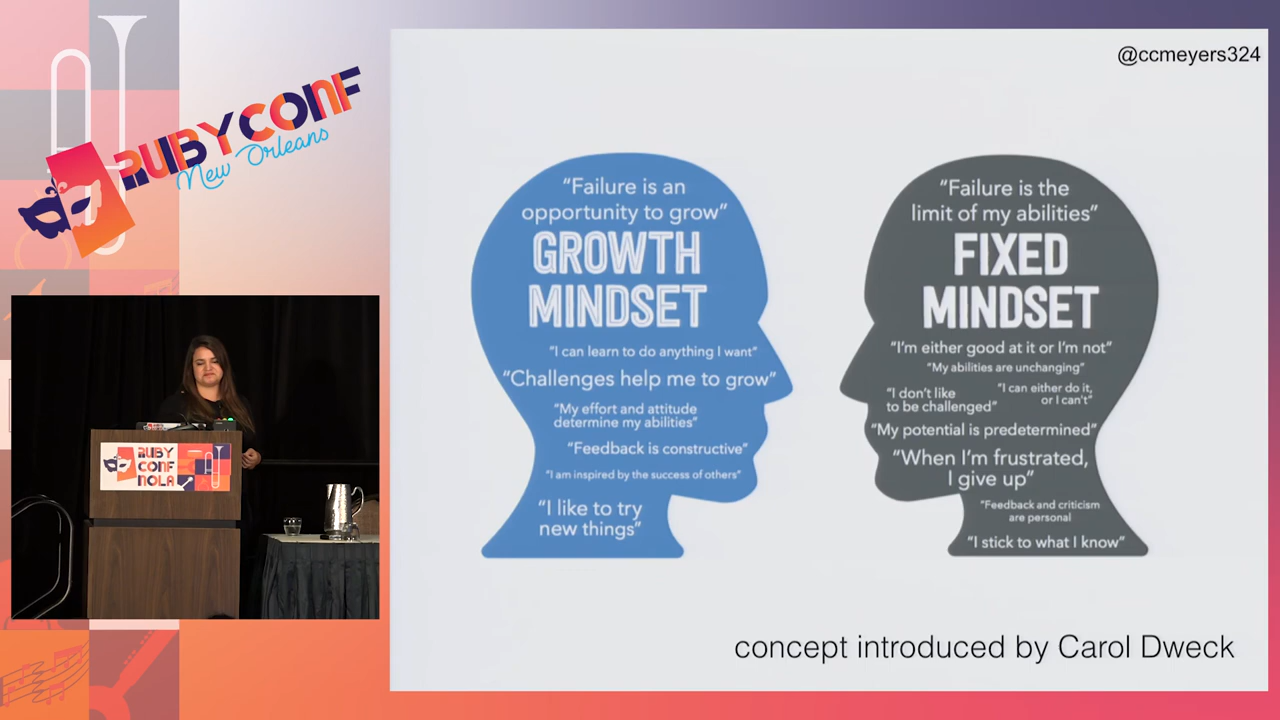 RUBYCONF
New Orleans
RUBY
CONF
NOLA
@ccmeyers324
“Failure is an
opportunity to grow”
GROWTH
MINDSET
“I can learn to do anything I want”
“Challenges help me to grow”
“My effort and attitude
determine my abilities”
“Feedback is constructive”
“I am inspired by the success of others”
“I like to try
new things”
“Failure is the
limit of my abilities”
FIXED
MINDSET
“I’m either good at it or I’m not”
“My abilities are unchanging”
“I don’t like
to be challenged”
“I can either do it,
or I can’t”
“My potential is predetermined”
“When I’m frustrated,
I give up”
“Feedback and criticism
are personal
“I stick to what I know”
concept introduced by Carol Dweck